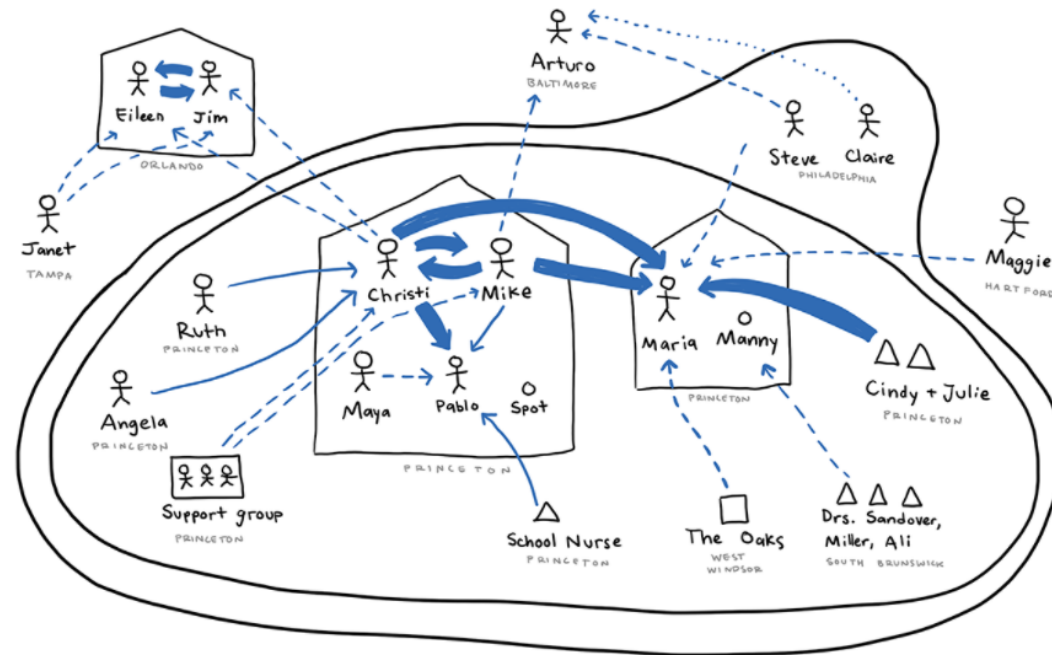 Arturo
BALTIMORE
Eileen
Jim
ORLANDO
Steve
Claire
PHILADELPHIA
Janet
TAMPA
Maggie
HARTFORD
Christi
Mike
Ruth
PRINCETON
Maria
Manny
PRINCETON
Maya
Pablo
Spot
PRINCETON
Cindy + Julie
PRINCETON
Angela
PRINCETON
Support group
PRINCETON
School Nurse
PRINCETON
The Oaks
WEST
WINDSOR
Drs. Sandover,
Miller, Ali
SOUTH BRUNSWICK